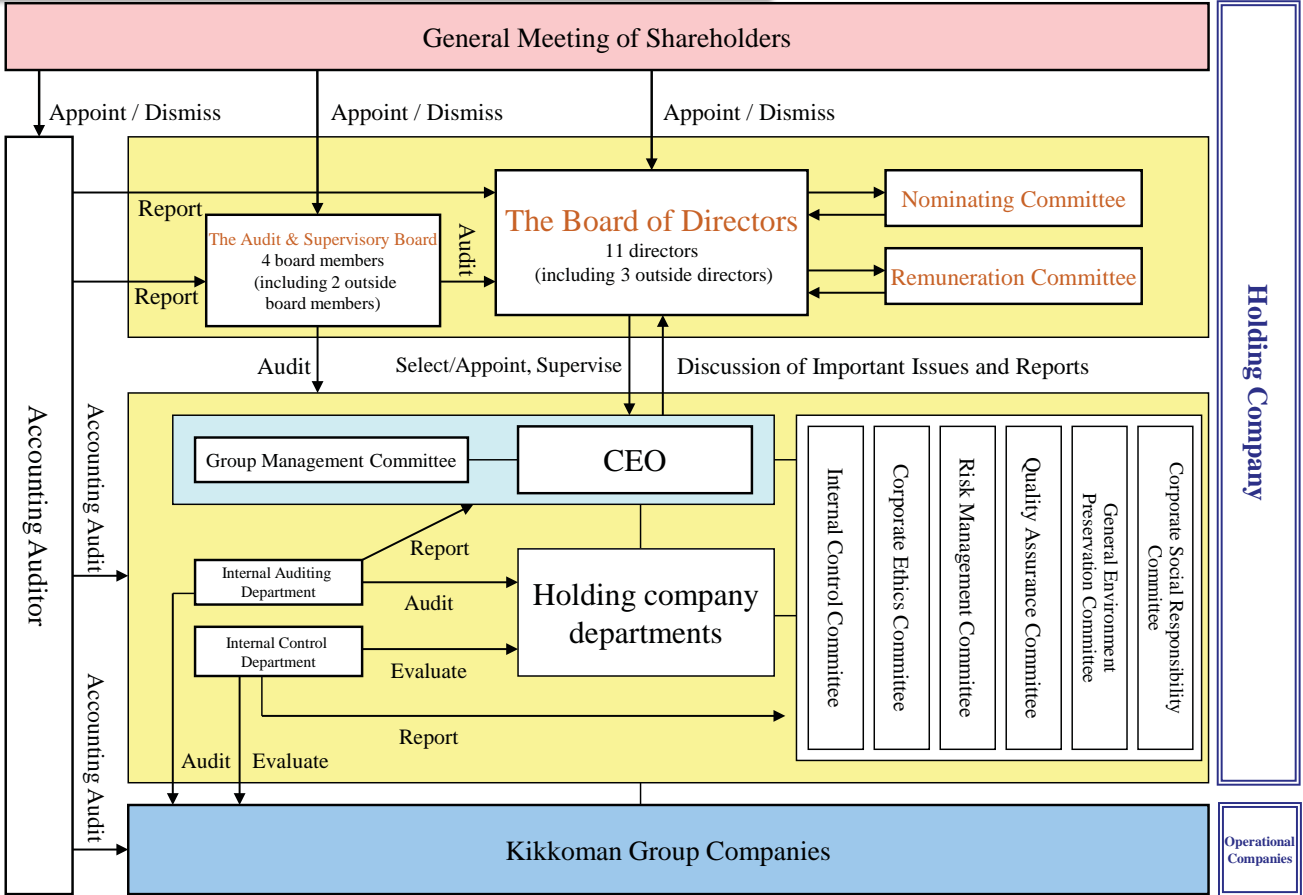 General Meeting of Shareholders
Appoint / Dismiss
Appoint / Dismiss
Appoint / Dismiss
Accounting Auditor
Report
Report
The Audit & Supervisory Board
4 board members
(including 2 outside
board members)
Audit
The Board of Directors
11 directors
(including 3 outside directors)
Nominating Committee
Remuneration Committee
Holding Company
Audit
Select/Appoint, Supervise
Discussion of Important Issues and Reports
Accounting Audit
Group Management Committee
CEO
Report
Internal Auditing
Department
Audit
Holding company
departments
Internal Control
Department
Evaluate
Report
Internal Control Committee
Corporate Ethics Committee
Risk Management Committee
Quality Assurance Committee
General Environment
Preservation Committee
Corporate Social Responsibility
Committee
Audit
Evaluate
Accounting Audit
Kikkoman Group Companies
Operational
Companies